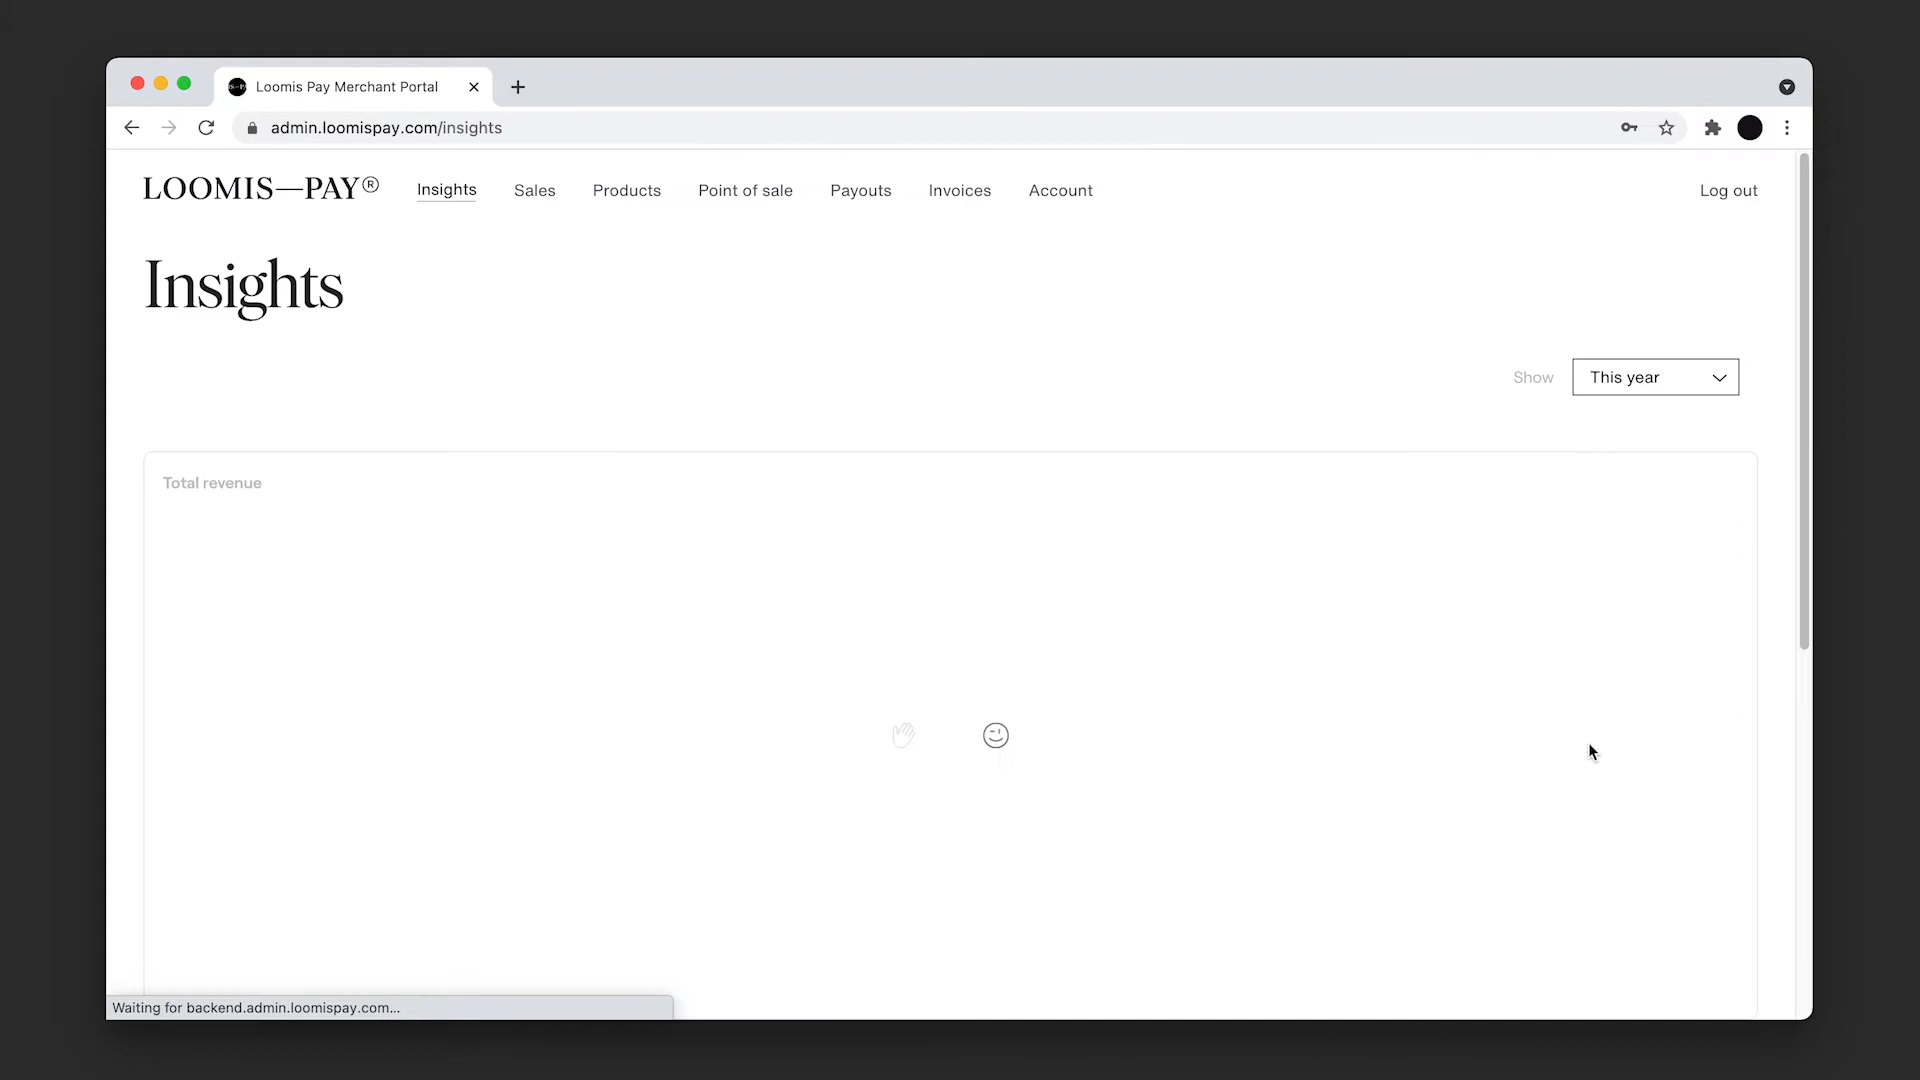 Loomis Pay Merchant Portal
admin.loomispay.com/insights
LOOMIS—PAY®
Insights
Sales
Products
Point of sale
Payouts
Invoices
Account
Log out
Insights
Show
This year
Total revenue
Waiting for backend.admin.loomispay.com...